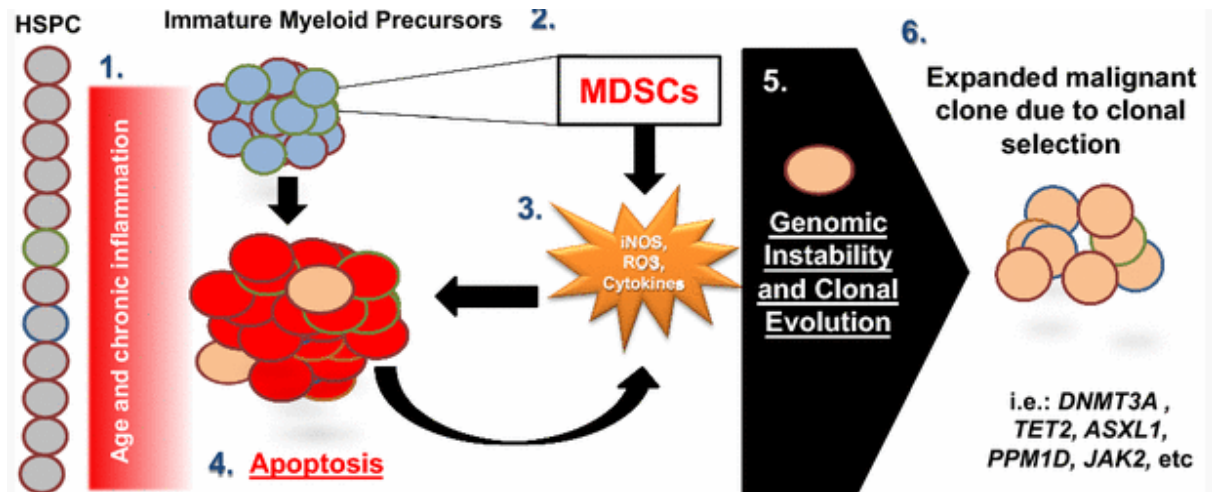 HSPC
Immature Myeloid Precursors
1.
2.
MDSCs
Age and chronic inflammation
3.
iNOS,
ROS,
Cytokines
4. Apoptosis
5.
Genomic
Instability
and Clonal
Evolution
6.
Expanded malignant
clone due to clonal
selection
i.e.: DNMT3A ,
TET2, ASXL1,
PPM1D, JAK2, etc